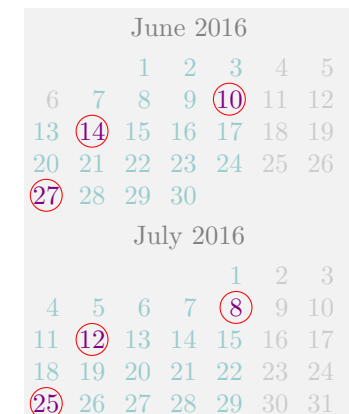 June 2016
1 2 3 4 5
6 7 8 9 10 11 12
13 14 15 16 17 18 19
20 21 22 23 24 25 26
27 28 29 30
July 2016
1 2 3
4 5 6 7 8 9 10
11 12 13 14 15 16 17
18 19 20 21 22 23 24
25 26 27 28 29 30 31